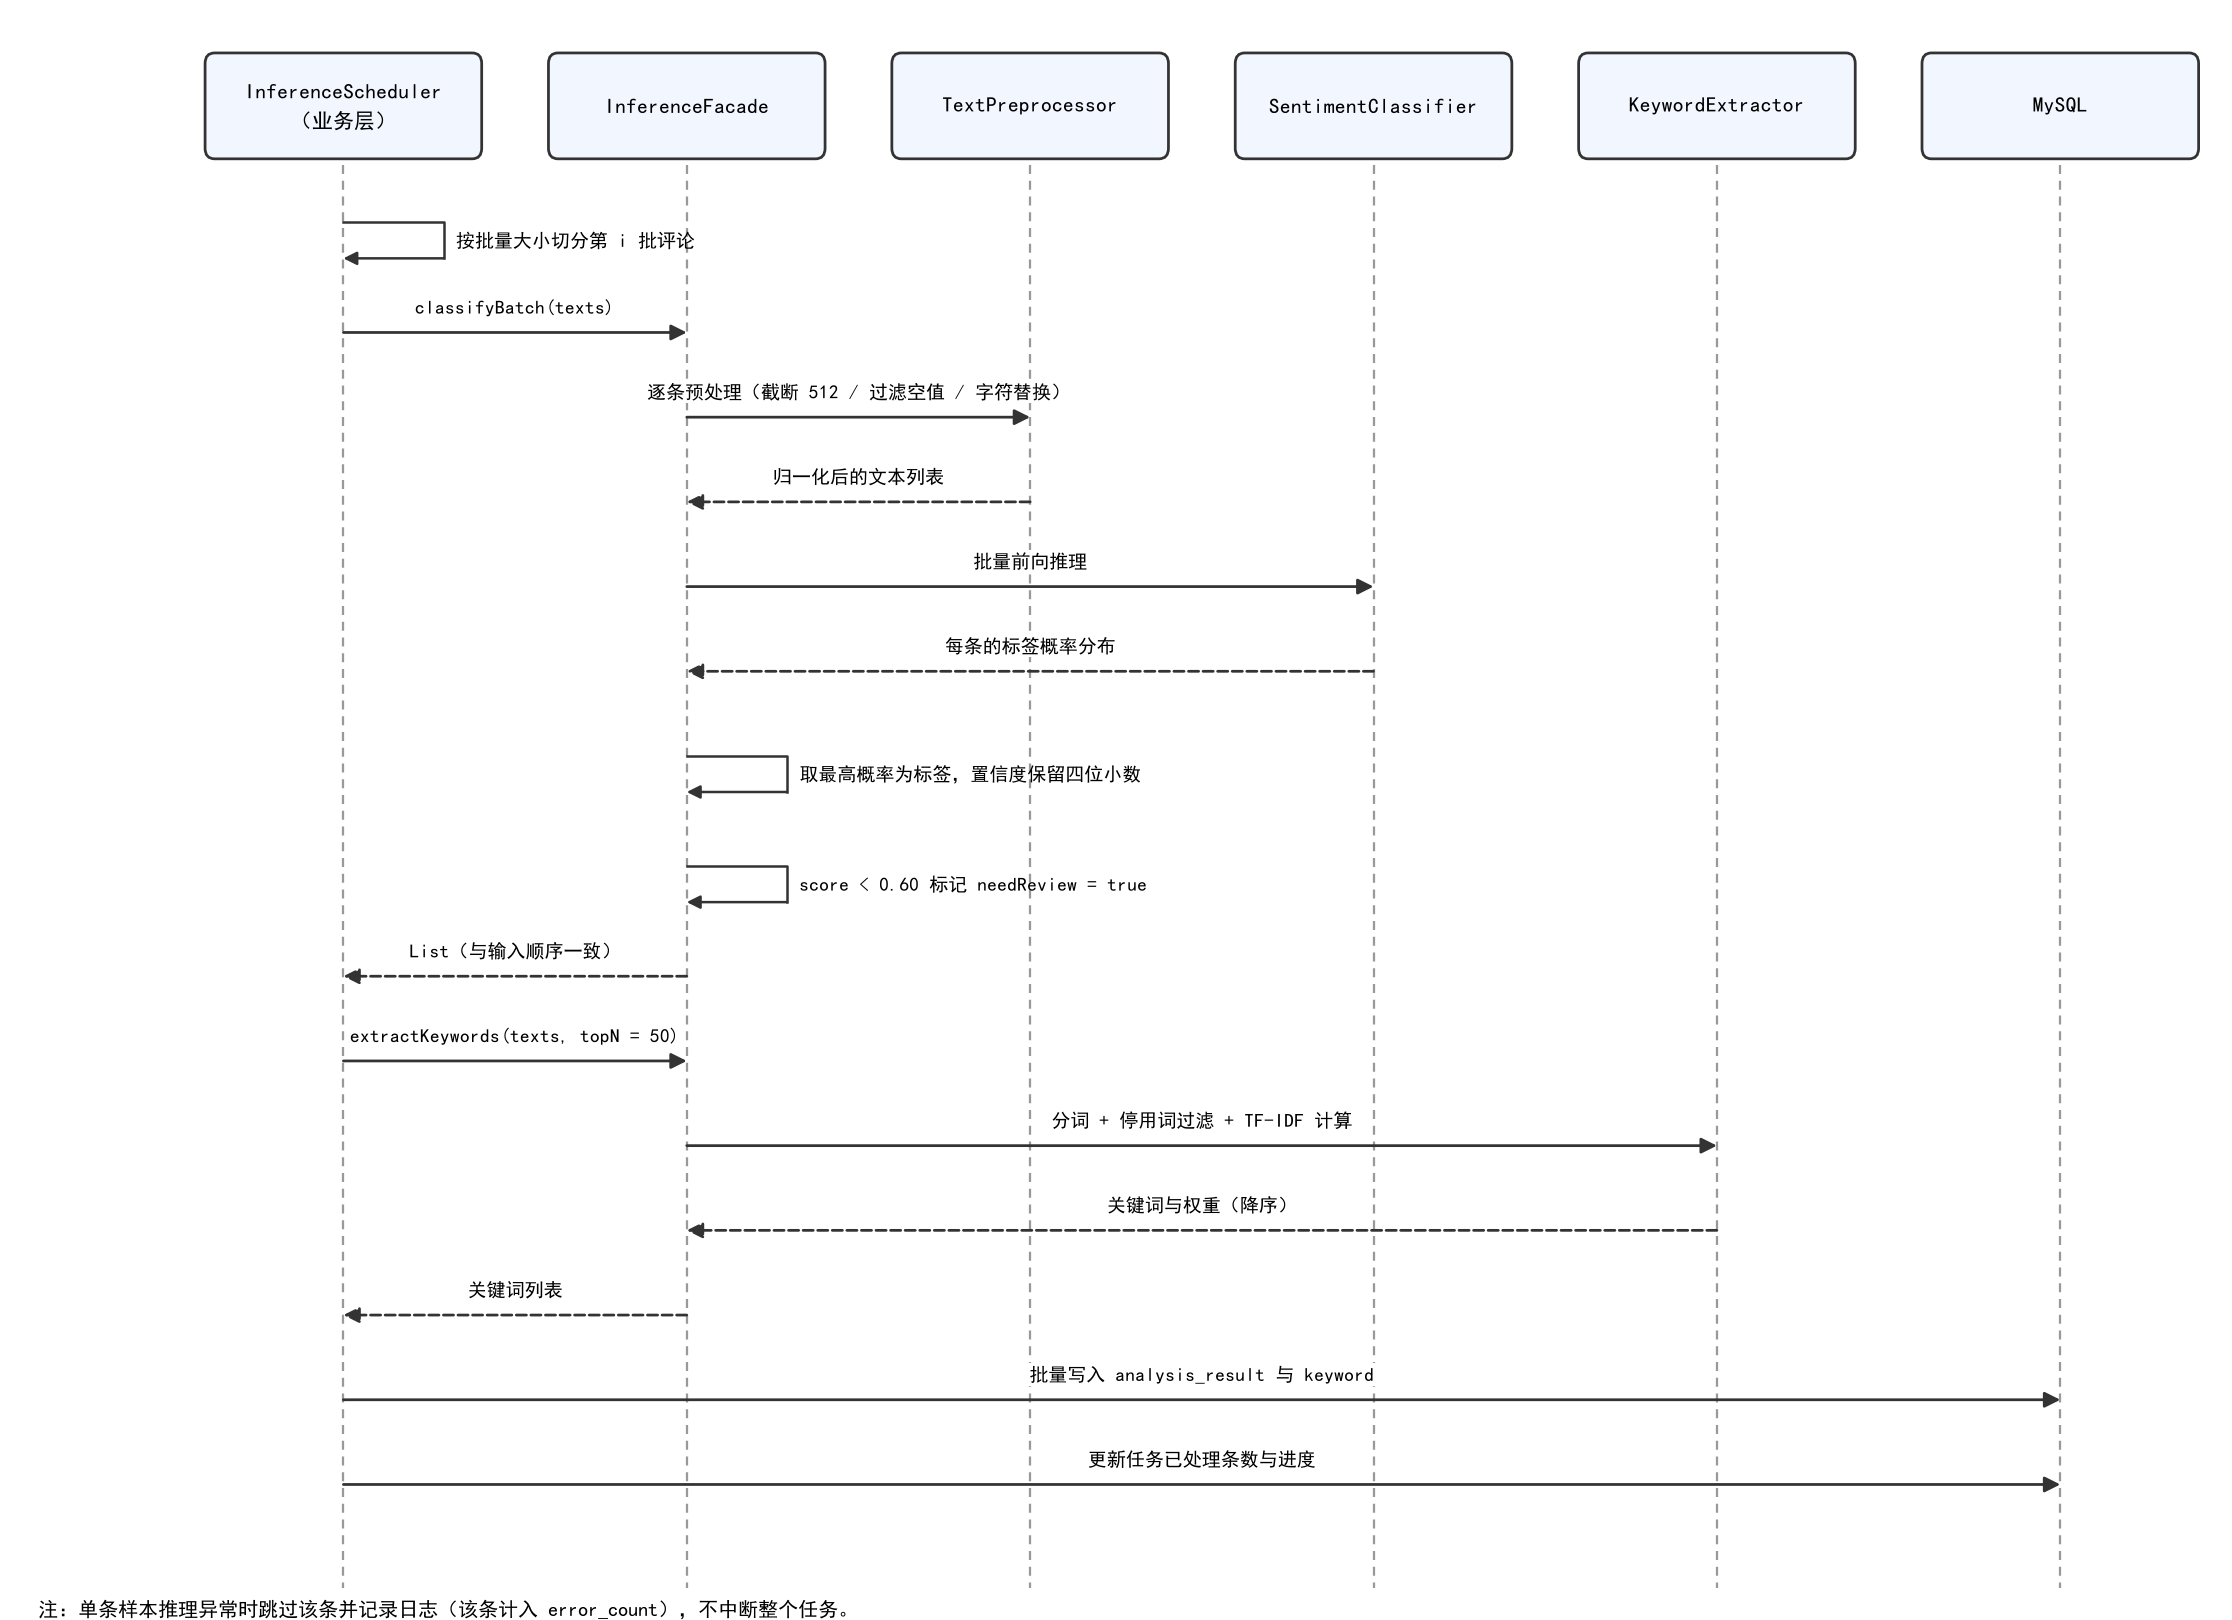 InferenceScheduler
（业务层）
InferenceFacade
TextPreprocessor
SentimentClassifier
KeywordExtractor
MySQL
按批量大小切分第 i 批评论
classifyBatch(texts)
逐条预处理（截断 512 / 过滤空值 / 字符替换）
归一化后的文本列表
批量前向推理
每条的标签概率分布
取最高概率为标签，置信度保留四位小数
score < 0.60 标记 needReview = true
List（与输入顺序一致）
extractKeywords(texts, topN = 50)
分词 + 停用词过滤 + TF-IDF 计算
关键词与权重（降序）
关键词列表
批量写入 analysis_result 与 keyword
更新任务已处理条数与进度
注：单条样本推理异常时跳过该条并记录日志（该条计入 error_count），不中断整个任务。